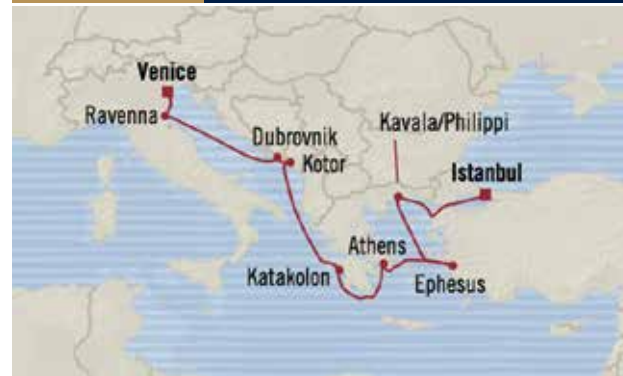 Venice
Ravenna
Dubrovnik
Kavala/Philippi
Kotor
Istanbul
Athens
Katakolon
Ephesus